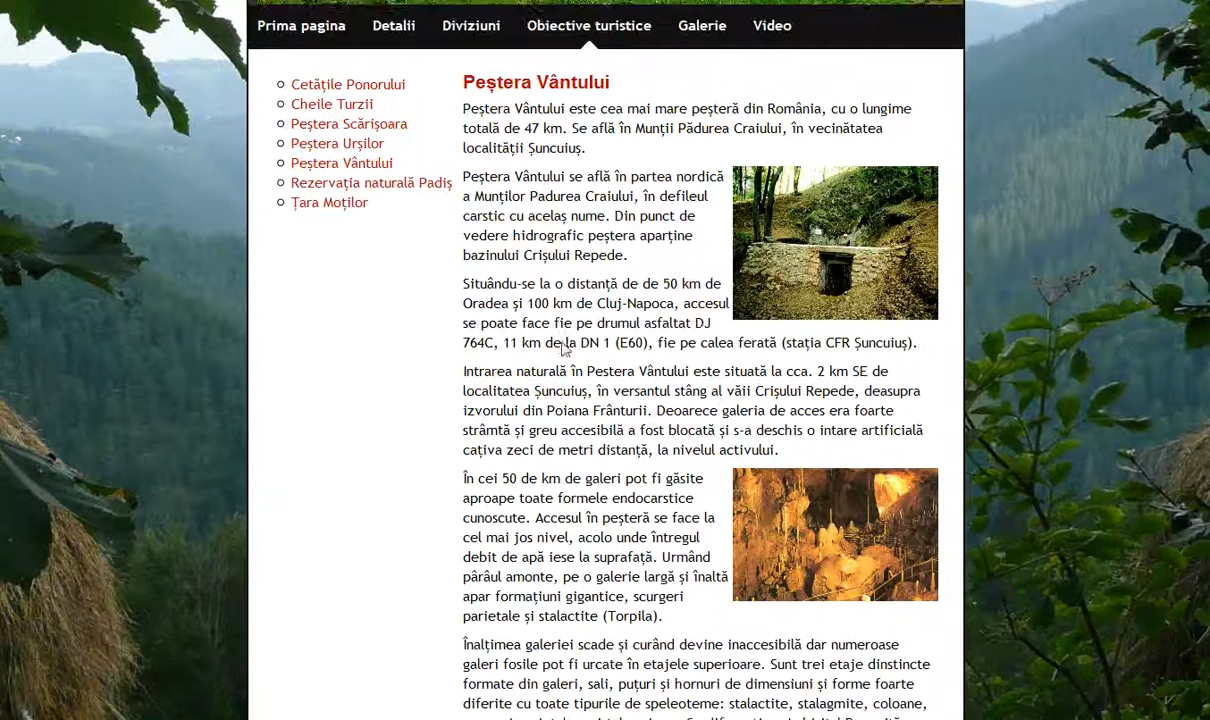 Prima pagina Detalii Diviziuni Obiective turistice Galerie Video
Cetățile Ponorului
Cheile Turzii
Peștera Scărișoara
Peștera Urșilor
Peștera Vântului
Rezervația naturală Padiș
Țara Moților
Peștera Vântului
Peștera Vântului este cea mai mare peșteră din România, cu o lungime
totală de 47 km. Se află în Munții Pădurea Craiului, în vecinătatea
localității Șuncuiuș.
Peștera Vântului se află în partea nordică
a Munților Padurea Craiului, în defileul
carstic cu acelaș nume. Din punct de
vedere hidrografic peștera aparține
bazinului Crișului Repede.
Situându-se la o distanță de de 50 km de
Oradea și 100 km de Cluj-Napoca, accesul
se poate face fie pe drumul asfaltat DJ
764C, 11 km de la DN 1 (E60), fie pe calea ferată (stația CFR Șuncuiuș).
Intrarea naturală în Pestera Vântului este situată la cca. 2 km SE de
localitatea Șuncuiuș, în versantul stâng al văii Crișului Repede, deasupra
izvorului din Poiana Frânturii. Deoarece galeria de acces era foarte
strâmtă și greu accesibilă a fost blocată și s-a deschis o intare artificială
cațiva zeci de metri distanță, la nivelul activului.
În cei 50 de km de galeri pot fi găsite
aproape toate formele endocarstice
cunoscute. Accesul în peșteră se face la
cel mai jos nivel, acolo unde întregul
debit de apă iese la suprafață. Urmând
pârâul amonte, pe o galerie largă și înaltă
apar formațiuni gigantice, scurgeri
parietale și stalactite (Torpila).
Înalțimea galeriei scade și curând devine inaccesibilă dar numeroase
galeri fosile pot fi urcate în etajele superioare. Sunt trei etaje dinstincte
formate din galeri, sali, puțuri și hornuri de dimensiuni și forme foarte
diferite cu toate tipurile de speleoteme: stalactite, stalagmite, coloane,